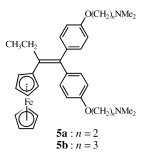 O(CH₂)ₙNMe₂
CH₃CH₂
Fe
O(CH₂)ₙNMe₂
5a : n = 2
5b : n = 3